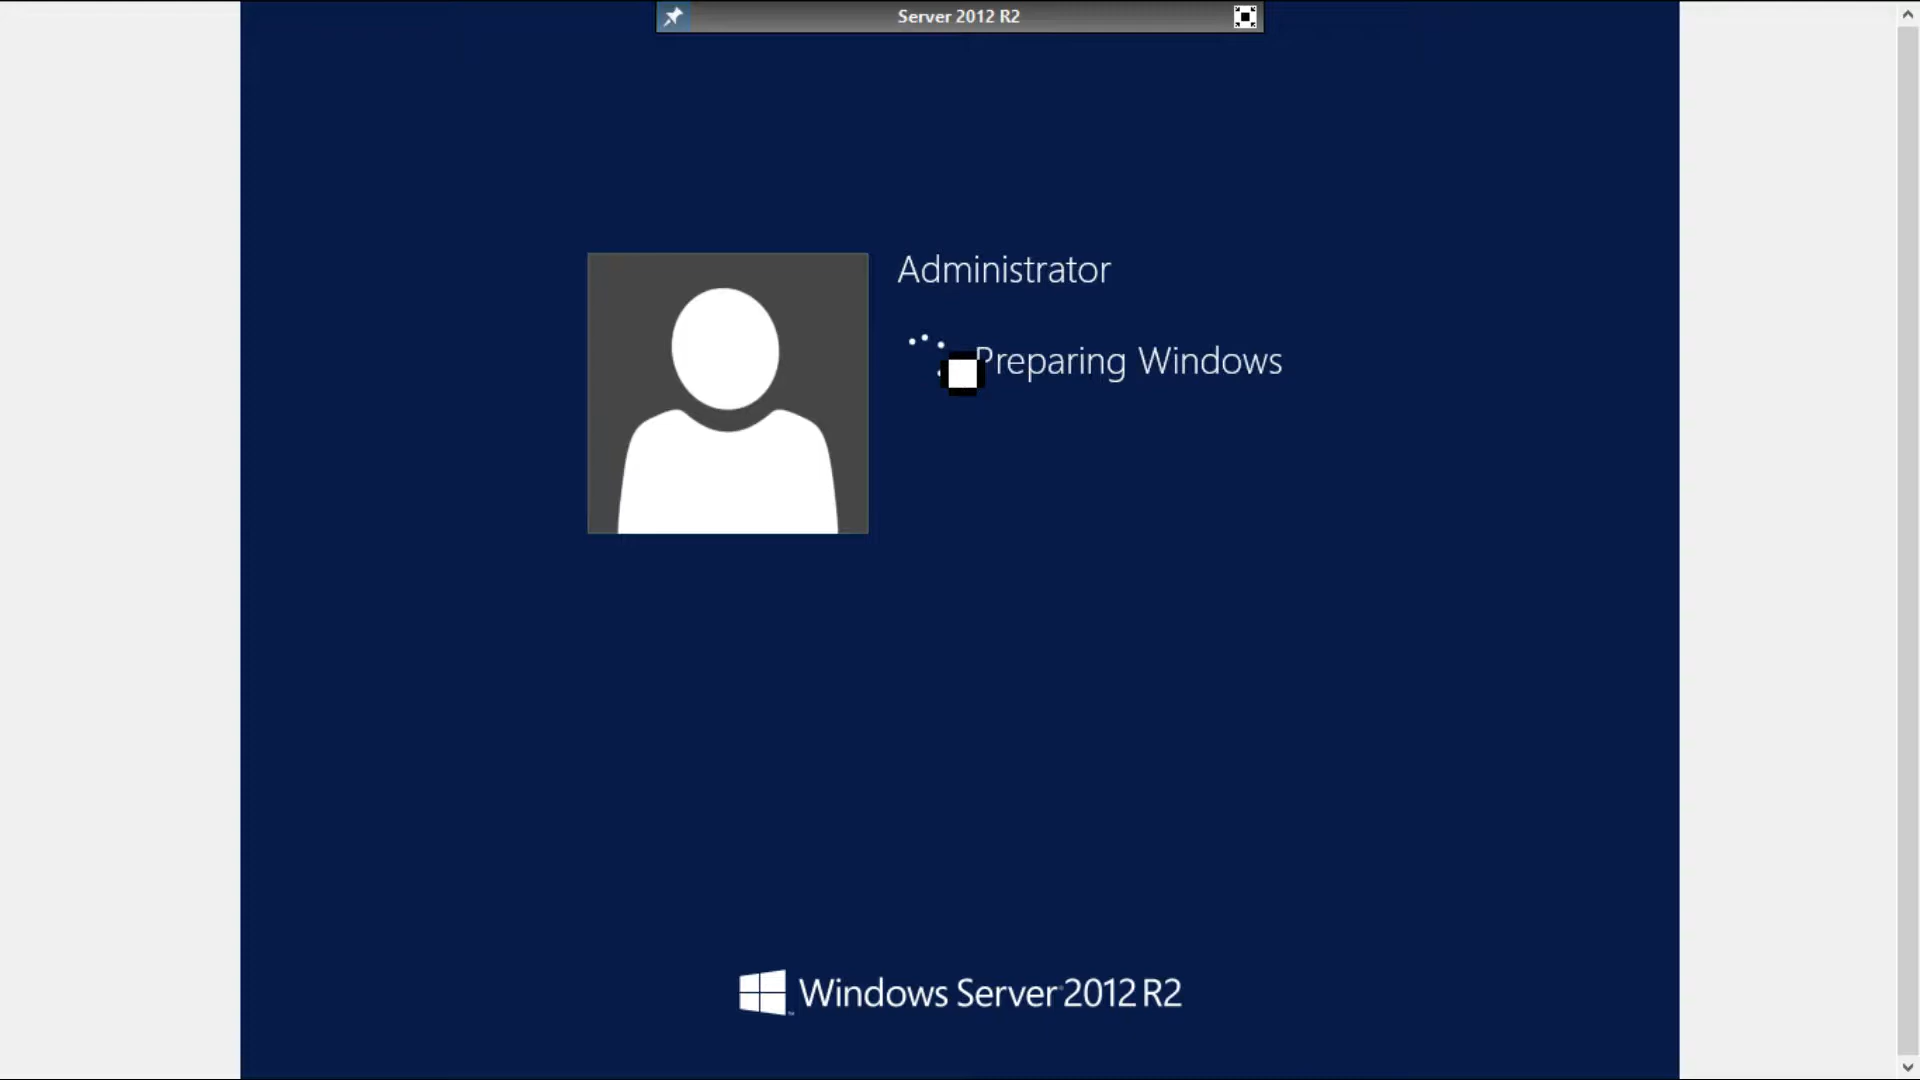 Server 2012 R2
Administrator
Preparing Windows
Windows Server 2012 R2